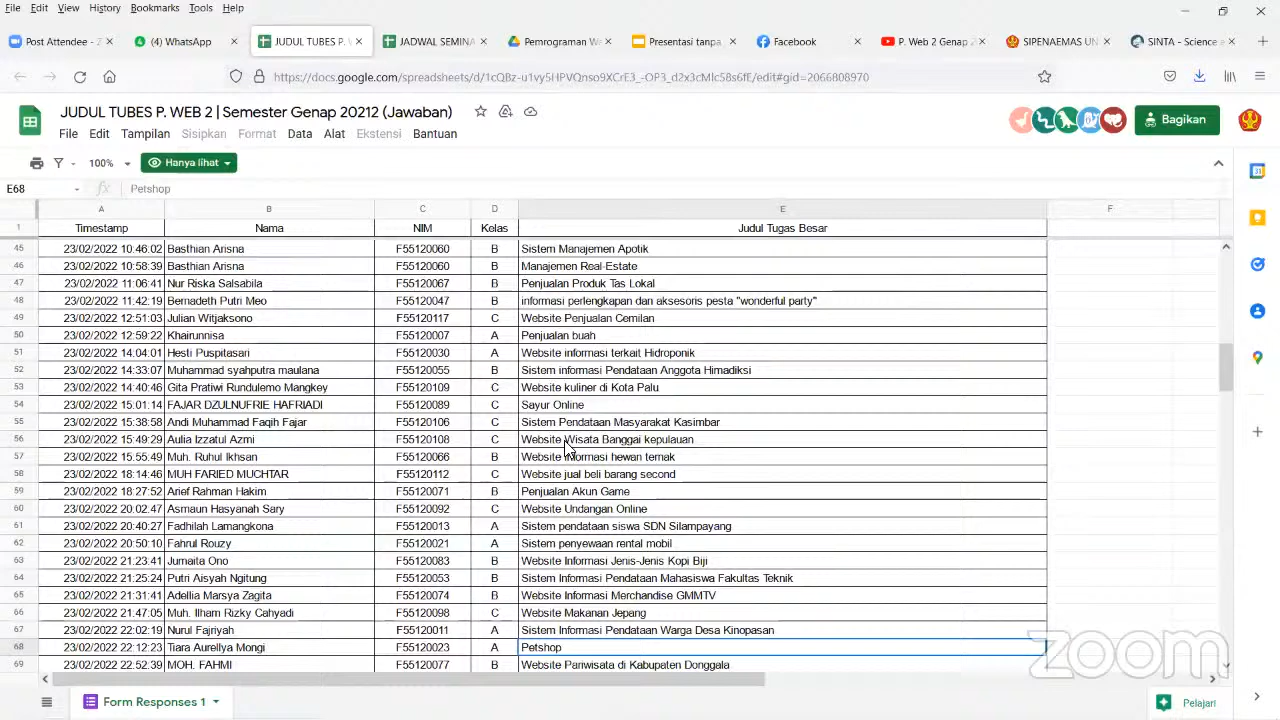 File Edit View History Bookmarks Tools Help
Post Attendee - Z (4) WhatsApp JUDUL TUBES P. W JADWAL SEMINA Pemrograman We Presentasi tanpa Facebook P. Web 2 Genap 2 SIPENAEMAS UN SINTA - Science a
JUDUL TUBES P. WEB 2 | Semester Genap 20212 (Jawaban)
Bagikan
File Edit Tampilan Sisipkan Format Data Alat Ekstensi Bantuan
100% Hanya lihat
E68 fx Petshop
A B C D E F
1 Timestamp Nama NIM Kelas Judul Tugas Besar
45 23/02/2022 10:46:02 Basthian Arisna F55120060 B Sistem Manajemen Apotik
46 23/02/2022 10:58:39 Basthian Arisna F55120060 B Manajemen Real-Estate
47 23/02/2022 11:06:41 Nur Riska Salsabila F55120067 B Penjualan Produk Tas Lokal
48 23/02/2022 11:42:19 Bernadeth Putri Meo F55120047 B informasi perlengkapan dan aksesoris pesta "wonderful party"
49 23/02/2022 12:51:03 Julian Witjaksono F55120117 C Website Penjualan Cemilan
50 23/02/2022 12:59:22 Khairunnisa F55120007 A Penjualan buah
51 23/02/2022 14:04:01 Hesti Puspitasari F55120030 A Website informasi terkait Hidroponik
52 23/02/2022 14:33:07 Muhammad syahputra maulana F55120055 B Sistem informasi Pendataan Anggota Himadiksi
53 23/02/2022 14:40:46 Gita Pratiwi Rundulemo Mangkey F55120109 C Website kuliner di Kota Palu
54 23/02/2022 15:01:14 FAJAR DZULNUFRIE HAFRIADI F55120089 C Sayur Online
55 23/02/2022 15:38:58 Andi Muhammad Faqih Fajar F55120106 C Sistem Pendataan Masyarakat Kasimbar
56 23/02/2022 15:49:29 Aulia Izzatul Azmi F55120108 C Website Wisata Banggai kepulauan
57 23/02/2022 15:55:49 Muh. Ruhul Ikhsan F55120066 B Website informasi hewan ternak
58 23/02/2022 18:14:46 MUH FARIED MUCHTAR F55120112 C Website jual beli barang second
59 23/02/2022 18:27:52 Arief Rahman Hakim F55120071 B Penjualan Akun Game
60 23/02/2022 20:02:47 Asmaun Hasyanah Sary F55120092 C Website Undangan Online
61 23/02/2022 20:40:27 Fadhilah Lamangkona F55120013 A Sistem pendataan siswa SDN Silampayang
62 23/02/2022 20:50:10 Fahrul Rouzy F55120021 A Sistem penyewaan rental mobil
63 23/02/2022 21:23:41 Jumaita Ono F55120083 B Website Informasi Jenis-Jenis Kopi Biji
64 23/02/2022 21:25:24 Putri Aisyah Ngitung F55120053 B Sistem Informasi Pendataan Mahasiswa Fakultas Teknik
65 23/02/2022 21:31:41 Adellia Marsya Zagita F55120074 B Website Informasi Merchandise GMMTV
66 23/02/2022 21:47:05 Muh. Ilham Rizky Cahyadi F55120098 C Website Makanan Jepang
67 23/02/2022 22:02:19 Nurul Fajriyah F55120011 A Sistem Informasi Pendataan Warga Desa Kinopasan
68 23/02/2022 22:12:23 Tiara Aurellya Mongi F55120023 A Petshop
69 23/02/2022 22:52:39 MOH. FAHMI F55120077 B Website Pariwisata di Kabupaten Donggala
zoom
Form Responses 1 Pelajari